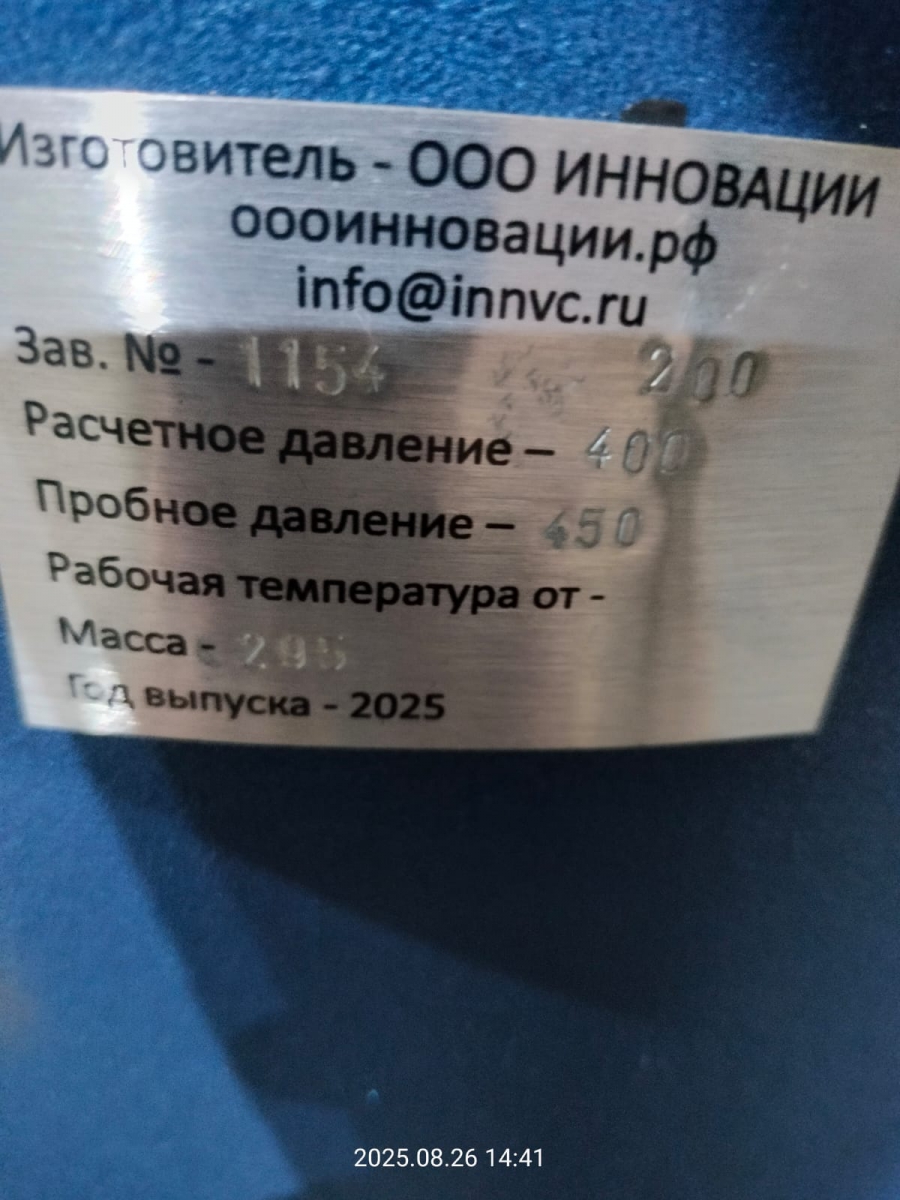 Изготовитель - ООО ИННОВАЦИИ
оооинновации.рф
info@innvc.ru
Зав. № - 1154 200
Расчетное давление – 400
Пробное давление – 450
Рабочая температура от -
Масса - 295
Год выпуска - 2025
2025.08.26 14:41